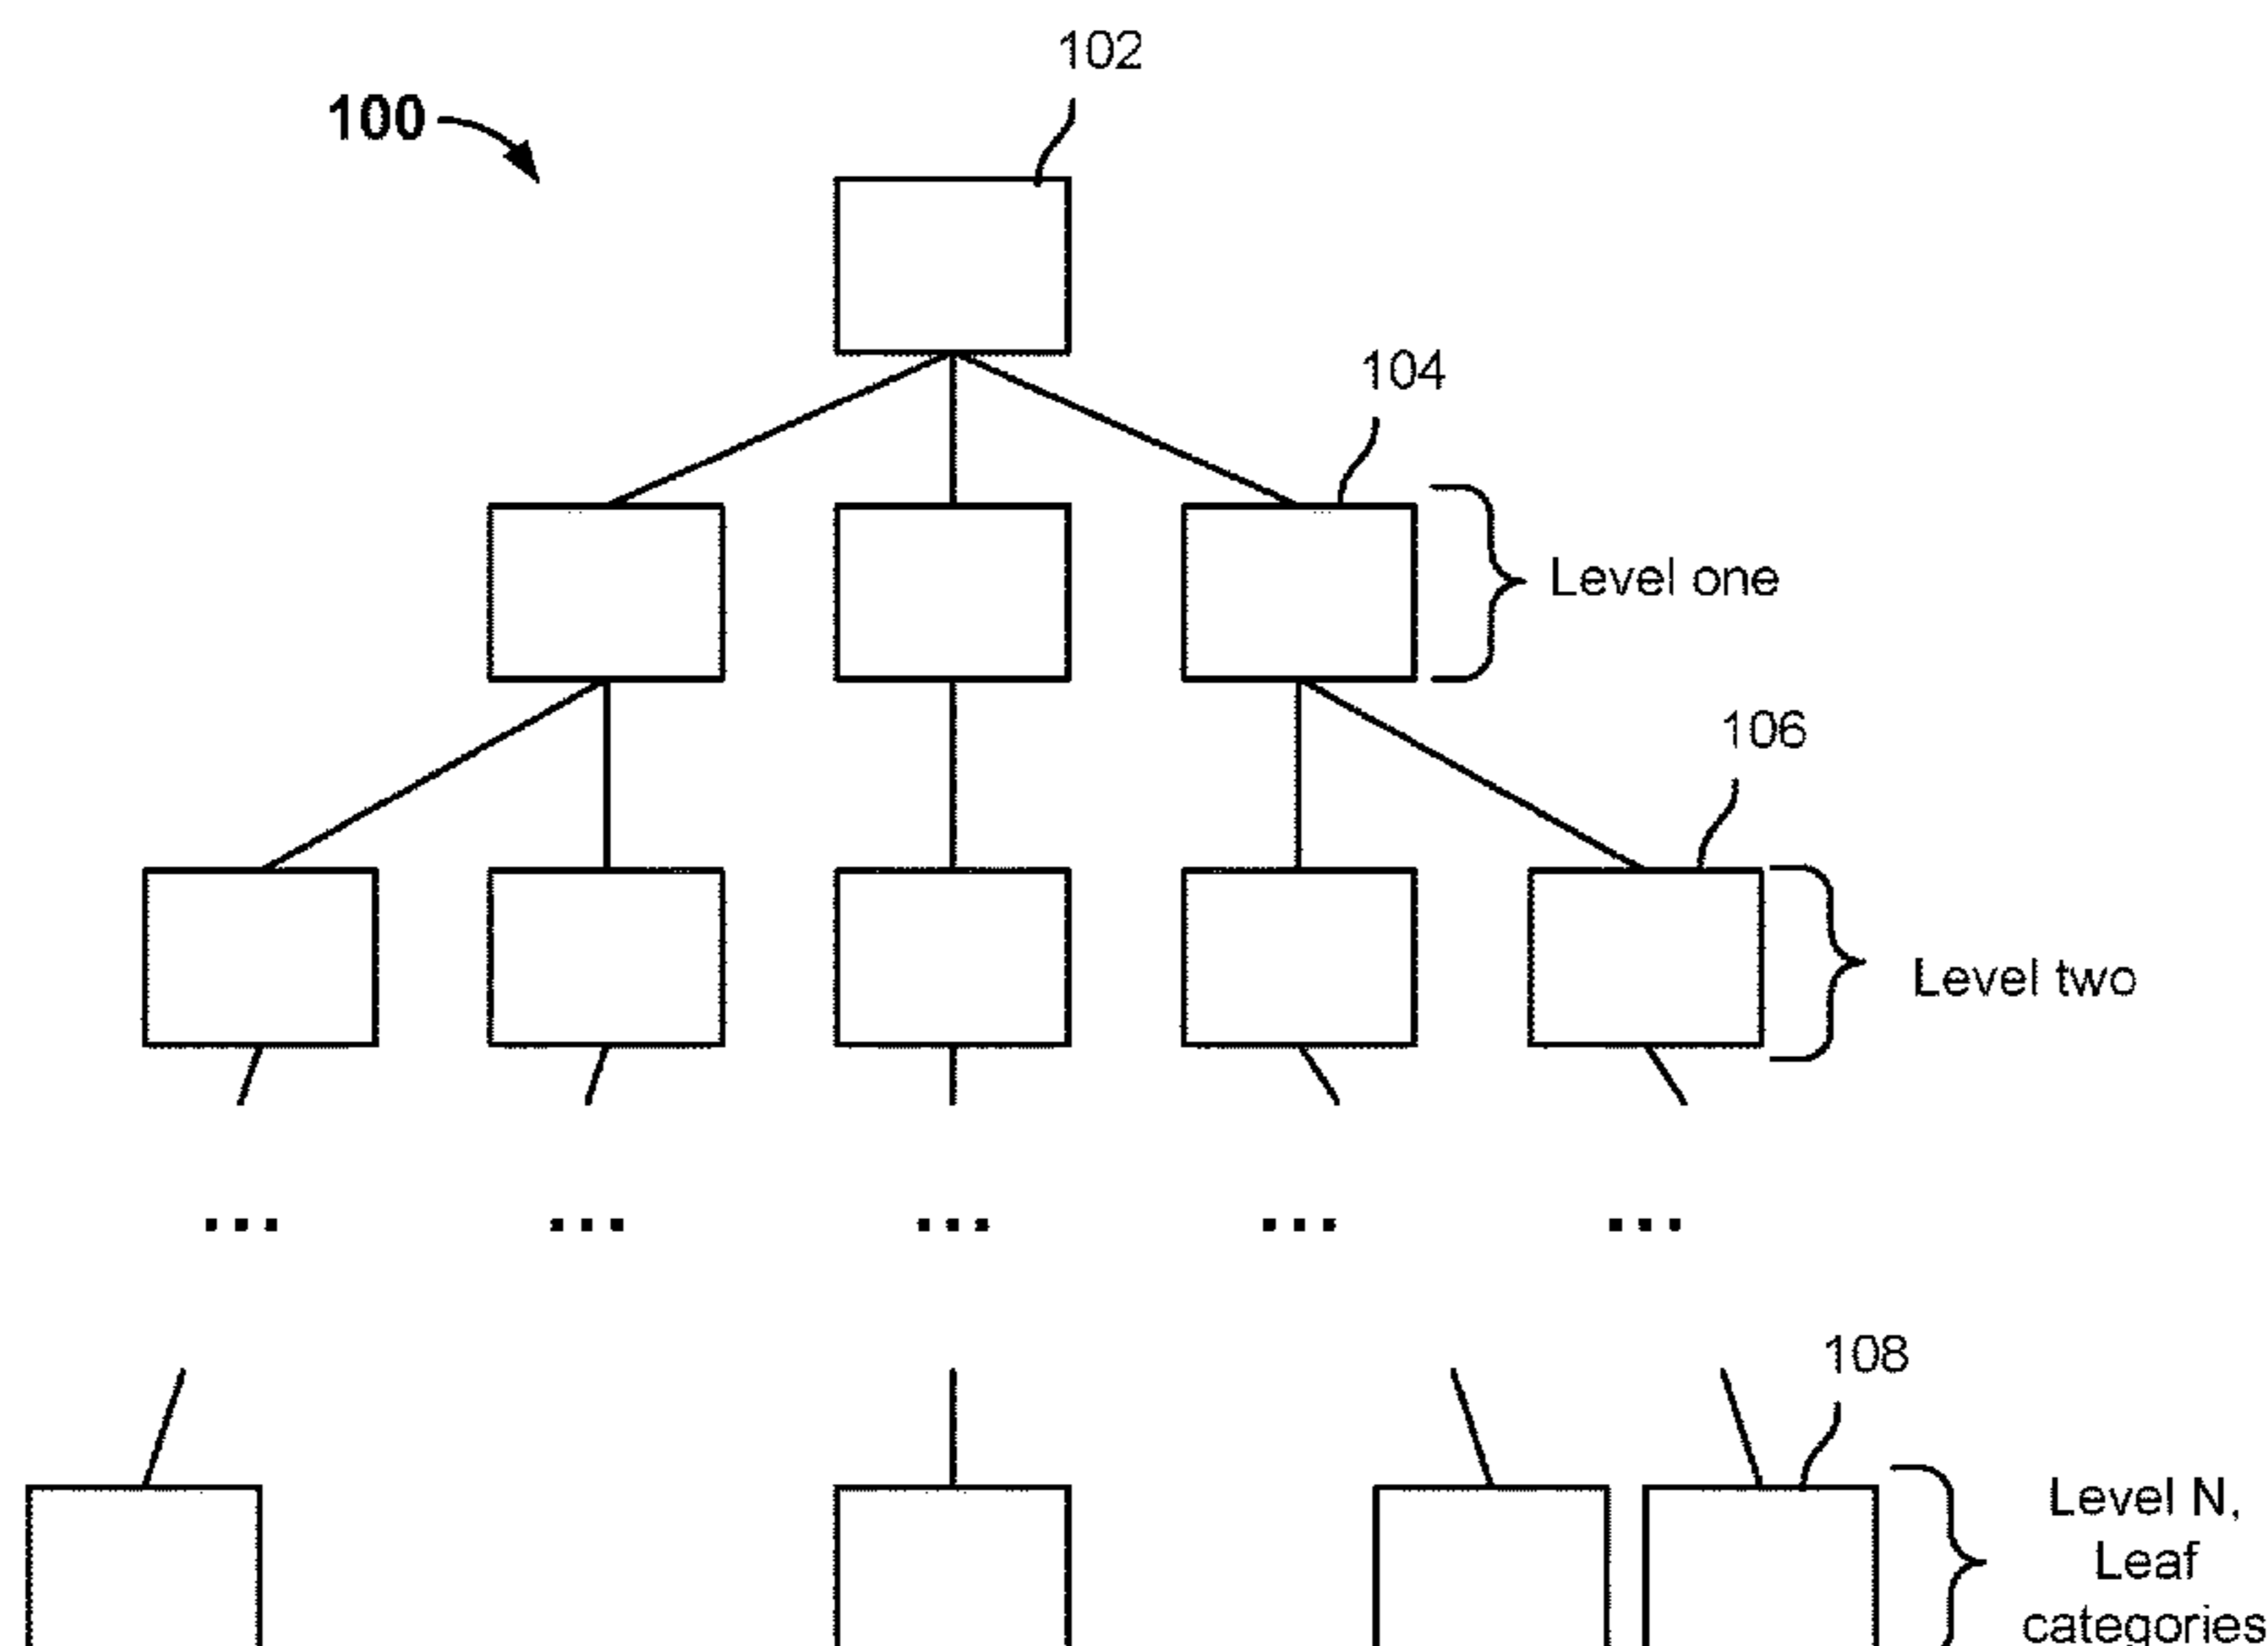 102
100
104
Level one
106
Level two
... ... ... ... ...
108
Level N,
Leaf
categories